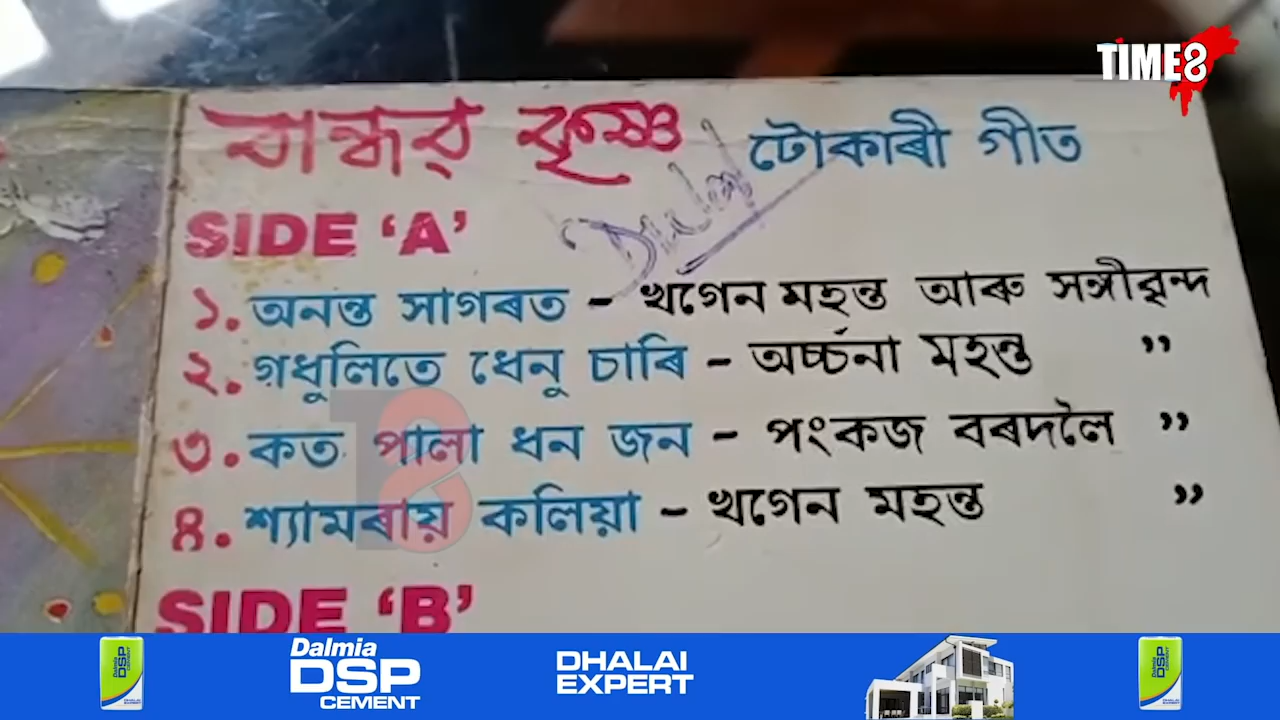 TIME8
বান্ধৱ কৃষ্ণ টোকাৰী গীত
SIDE ‘A’
১. অনন্ত সাগৰত – খগেন মহন্ত আৰু সঙ্গীবৃন্দ
২. গধুলিতে ধেনু চাৰি – অৰ্চ্চনা মহন্ত ”
৩. কত পালা ধন জন – পংকজ বৰদলৈ ”
৪. শ্যামৰায় কলিয়া – খগেন মহন্ত ”
SIDE ‘B’
Dalmia
DSP
CEMENT
DHALAI
EXPERT